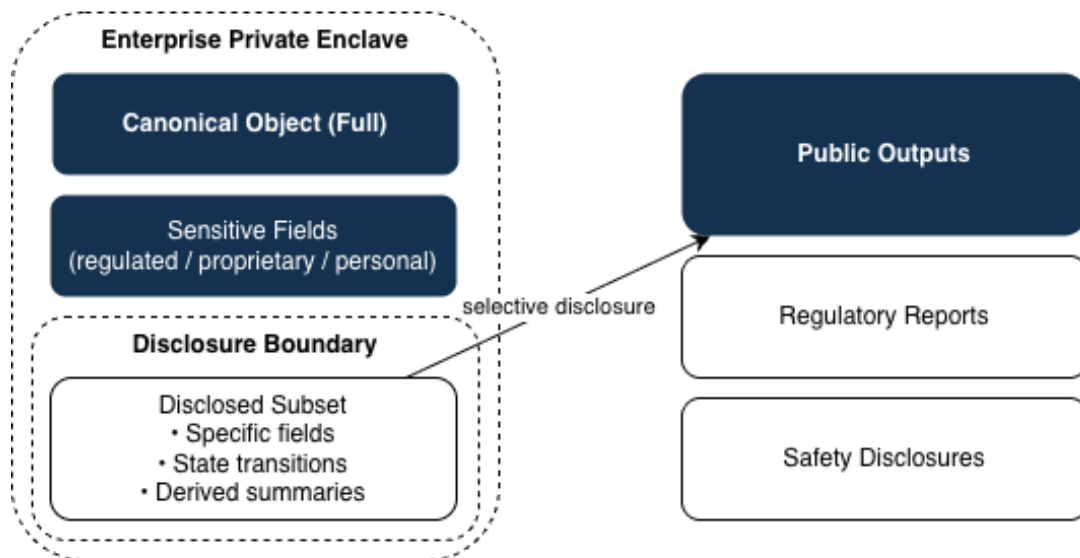 Enterprise Private Enclave
Canonical Object (Full)
Sensitive Fields
(regulated / proprietary / personal)
Disclosure Boundary
Disclosed Subset
• Specific fields
• State transitions
• Derived summaries
selective disclosure
Public Outputs
Regulatory Reports
Safety Disclosures